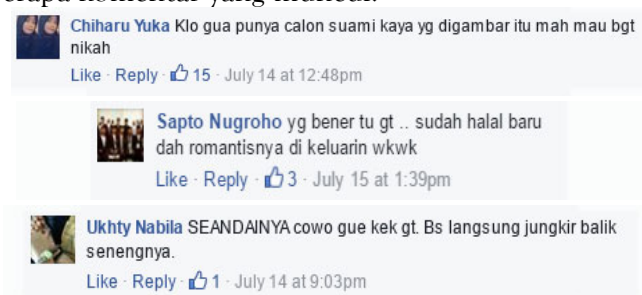 Chiharu Yuka Klo gua punya calon suami kaya yg digambar itu mah mau bgt
nikah
Like · Reply · 15 · July 14 at 12:48pm
Sapto Nugroho yg bener tu gt .. sudah halal baru
dah romantisnya di keluarin wkwk
Like · Reply · 3 · July 15 at 1:39pm
Ukhty Nabila SEANDAINYA cowo gue kek gt. Bs langsung jungkir balik
senengnya.
Like · Reply · 1 · July 14 at 9:03pm